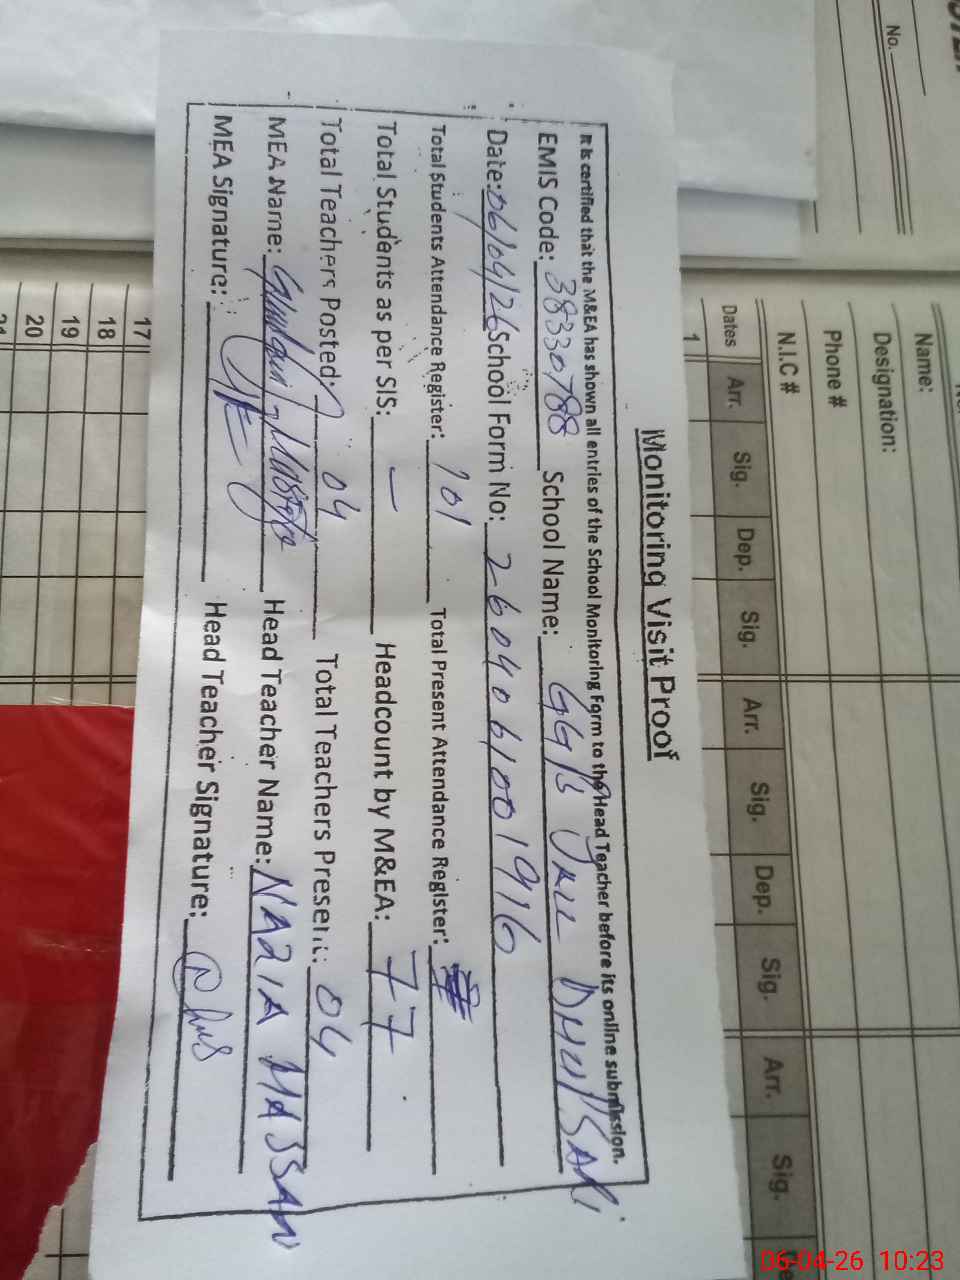 Monitoring Visit Proof
It is certified that the M&EA has shown all entries of the School Monitoring Form to the Head Teacher before its online submission.
EMIS Code: 38330788 School Name: GGPS JALL DHUPSARI
Date: 06/04/26 School Form No: 2604061001916
Total Students Attendance Register: 101 Total Present Attendance Register:
Total Students as per SIS: — Headcount by M&EA: 77
Total Teachers Posted: 04 Total Teachers Present: 04
MEA Name: Head Teacher Name: NAZIA HASSAN
MEA Signature: Head Teacher Signature:
No.
Name:
Designation:
Phone #
N.I.C #
Dates Arr. Sig. Dep. Sig. Arr. Sig. Dep. Sig. Arr. Sig.
1
17
18
19
20
21
06-04-26 10:23